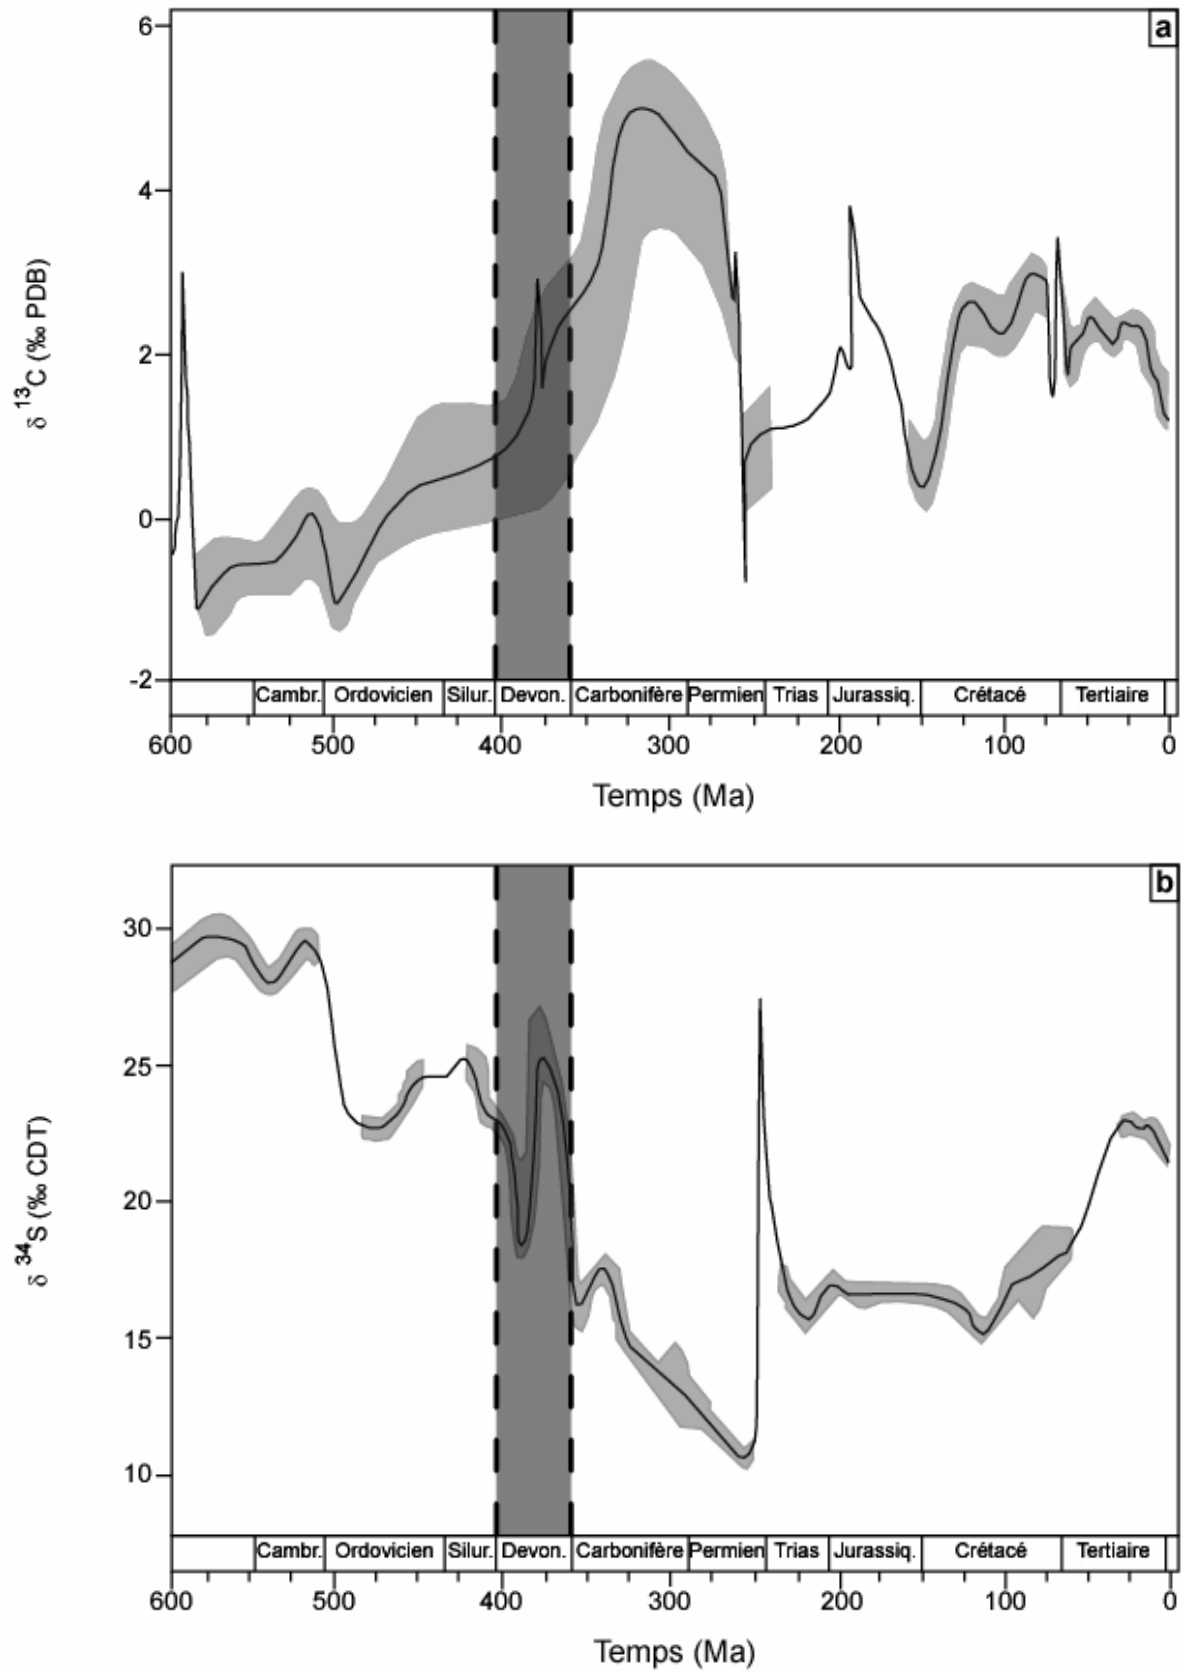 a
6
4
2
0
-2
δ ¹³C (‰ PDB)
Cambr. Ordovicien Silur. Devon. Carbonifère Permien Trias Jurassiq. Crétacé Tertiaire
600 500 400 300 200 100 0
Temps (Ma)
b
30
25
20
15
10
δ ³⁴S (‰ CDT)
Cambr. Ordovicien Silur. Devon. Carbonifère Permien Trias Jurassiq. Crétacé Tertiaire
600 500 400 300 200 100 0
Temps (Ma)